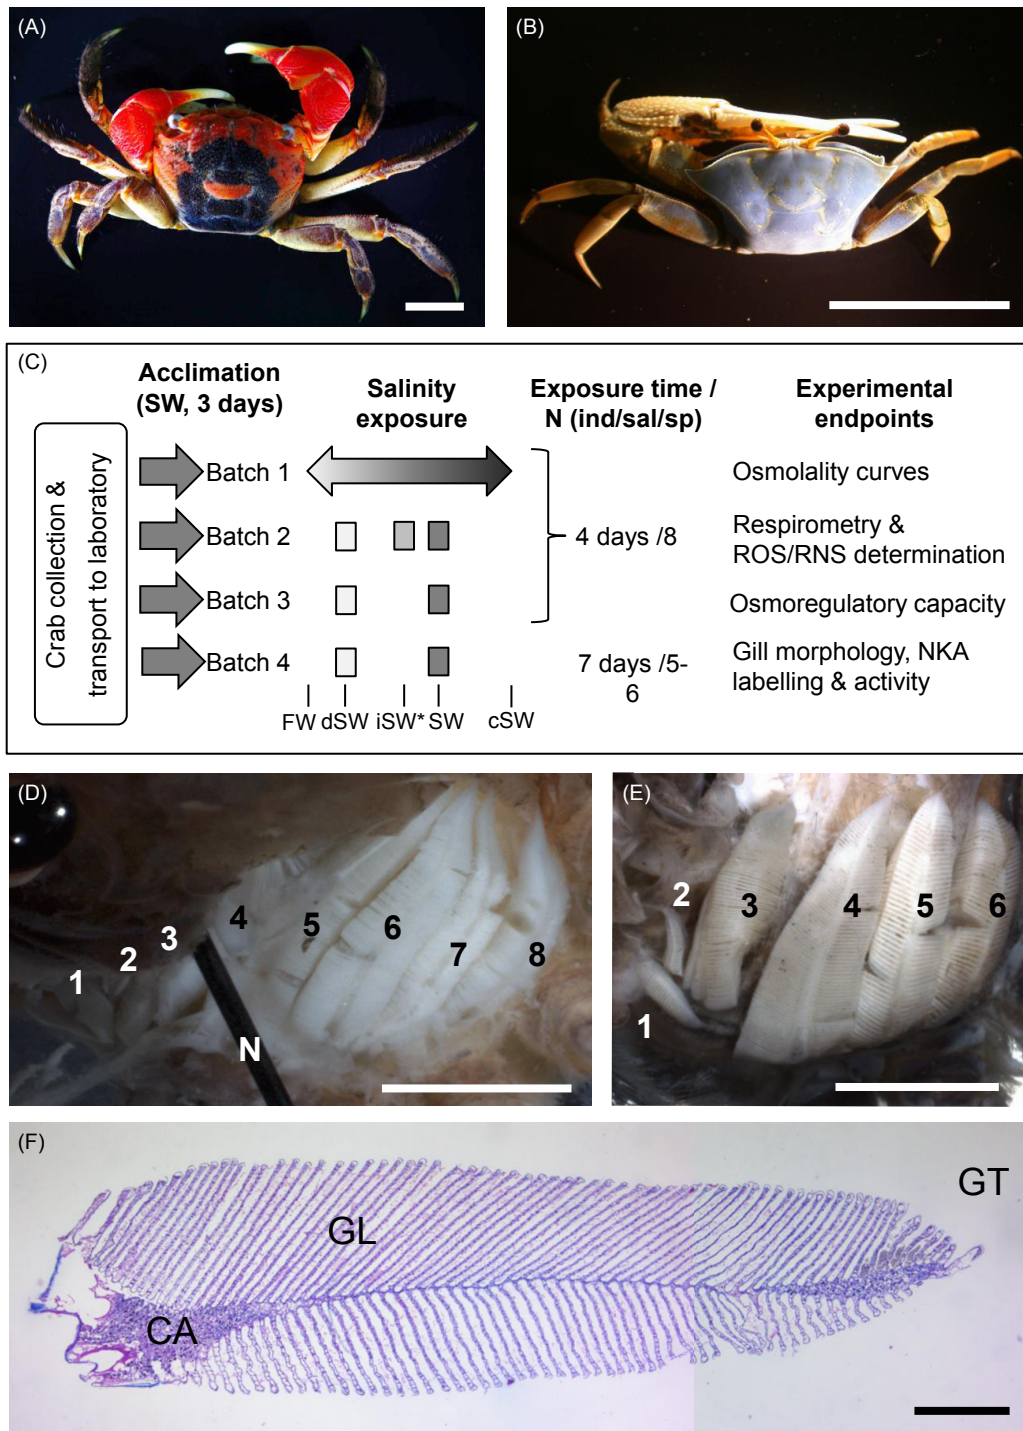 (A)
(B)
(C)
Acclimation
(SW, 3 days)
Salinity
exposure
Exposure time /
N (ind/sal/sp)
Experimental
endpoints
Crab collection &
transport to laboratory
Batch 1
Osmolality curves
Batch 2
4 days /8
Respirometry &
ROS/RNS determination
Batch 3
Osmoregulatory capacity
Batch 4
7 days /5-
6
Gill morphology, NKA
labelling & activity
FW dSW iSW* SW cSW
(D)
1
2
3
4
5
6
7
8
N
(E)
1
2
3
4
5
6
(F)
GT
GL
CA